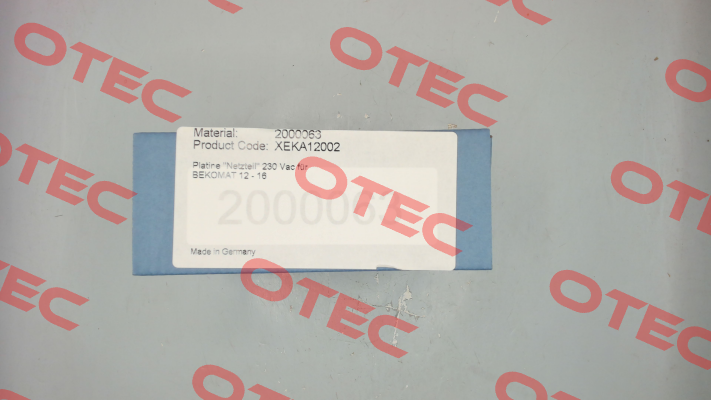 OTEC
Material: 2000063
Product Code: XEKA12002
Platine "Netzteil" 230 Vac für
BEKOMAT 12 - 16
Made in Germany
OTEC
OTEC
OTEC
OTEC
OTEC
OTEC
OTEC
OTEC